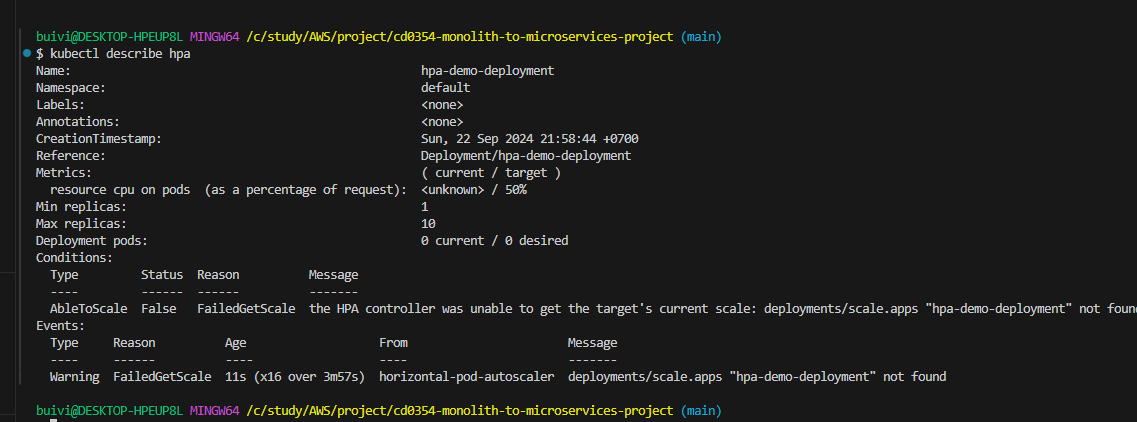 buivi@DESKTOP-HPEUP8L MINGW64 /c/study/AWS/project/cd0354-monolith-to-microservices-project (main)
$ kubectl describe hpa
Name: hpa-demo-deployment
Namespace: default
Labels: <none>
Annotations: <none>
CreationTimestamp: Sun, 22 Sep 2024 21:58:44 +0700
Reference: Deployment/hpa-demo-deployment
Metrics: ( current / target )
resource cpu on pods (as a percentage of request): <unknown> / 50%
Min replicas: 1
Max replicas: 10
Deployment pods: 0 current / 0 desired
Conditions:
Type Status Reason Message
---- ------ ------ -------
AbleToScale False FailedGetScale the HPA controller was unable to get the target's current scale: deployments/scale.apps "hpa-demo-deployment" not foun
Events:
Type Reason Age From Message
---- ------ ---- ---- -------
Warning FailedGetScale 11s (x16 over 3m57s) horizontal-pod-autoscaler deployments/scale.apps "hpa-demo-deployment" not found
buivi@DESKTOP-HPEUP8L MINGW64 /c/study/AWS/project/cd0354-monolith-to-microservices-project (main)